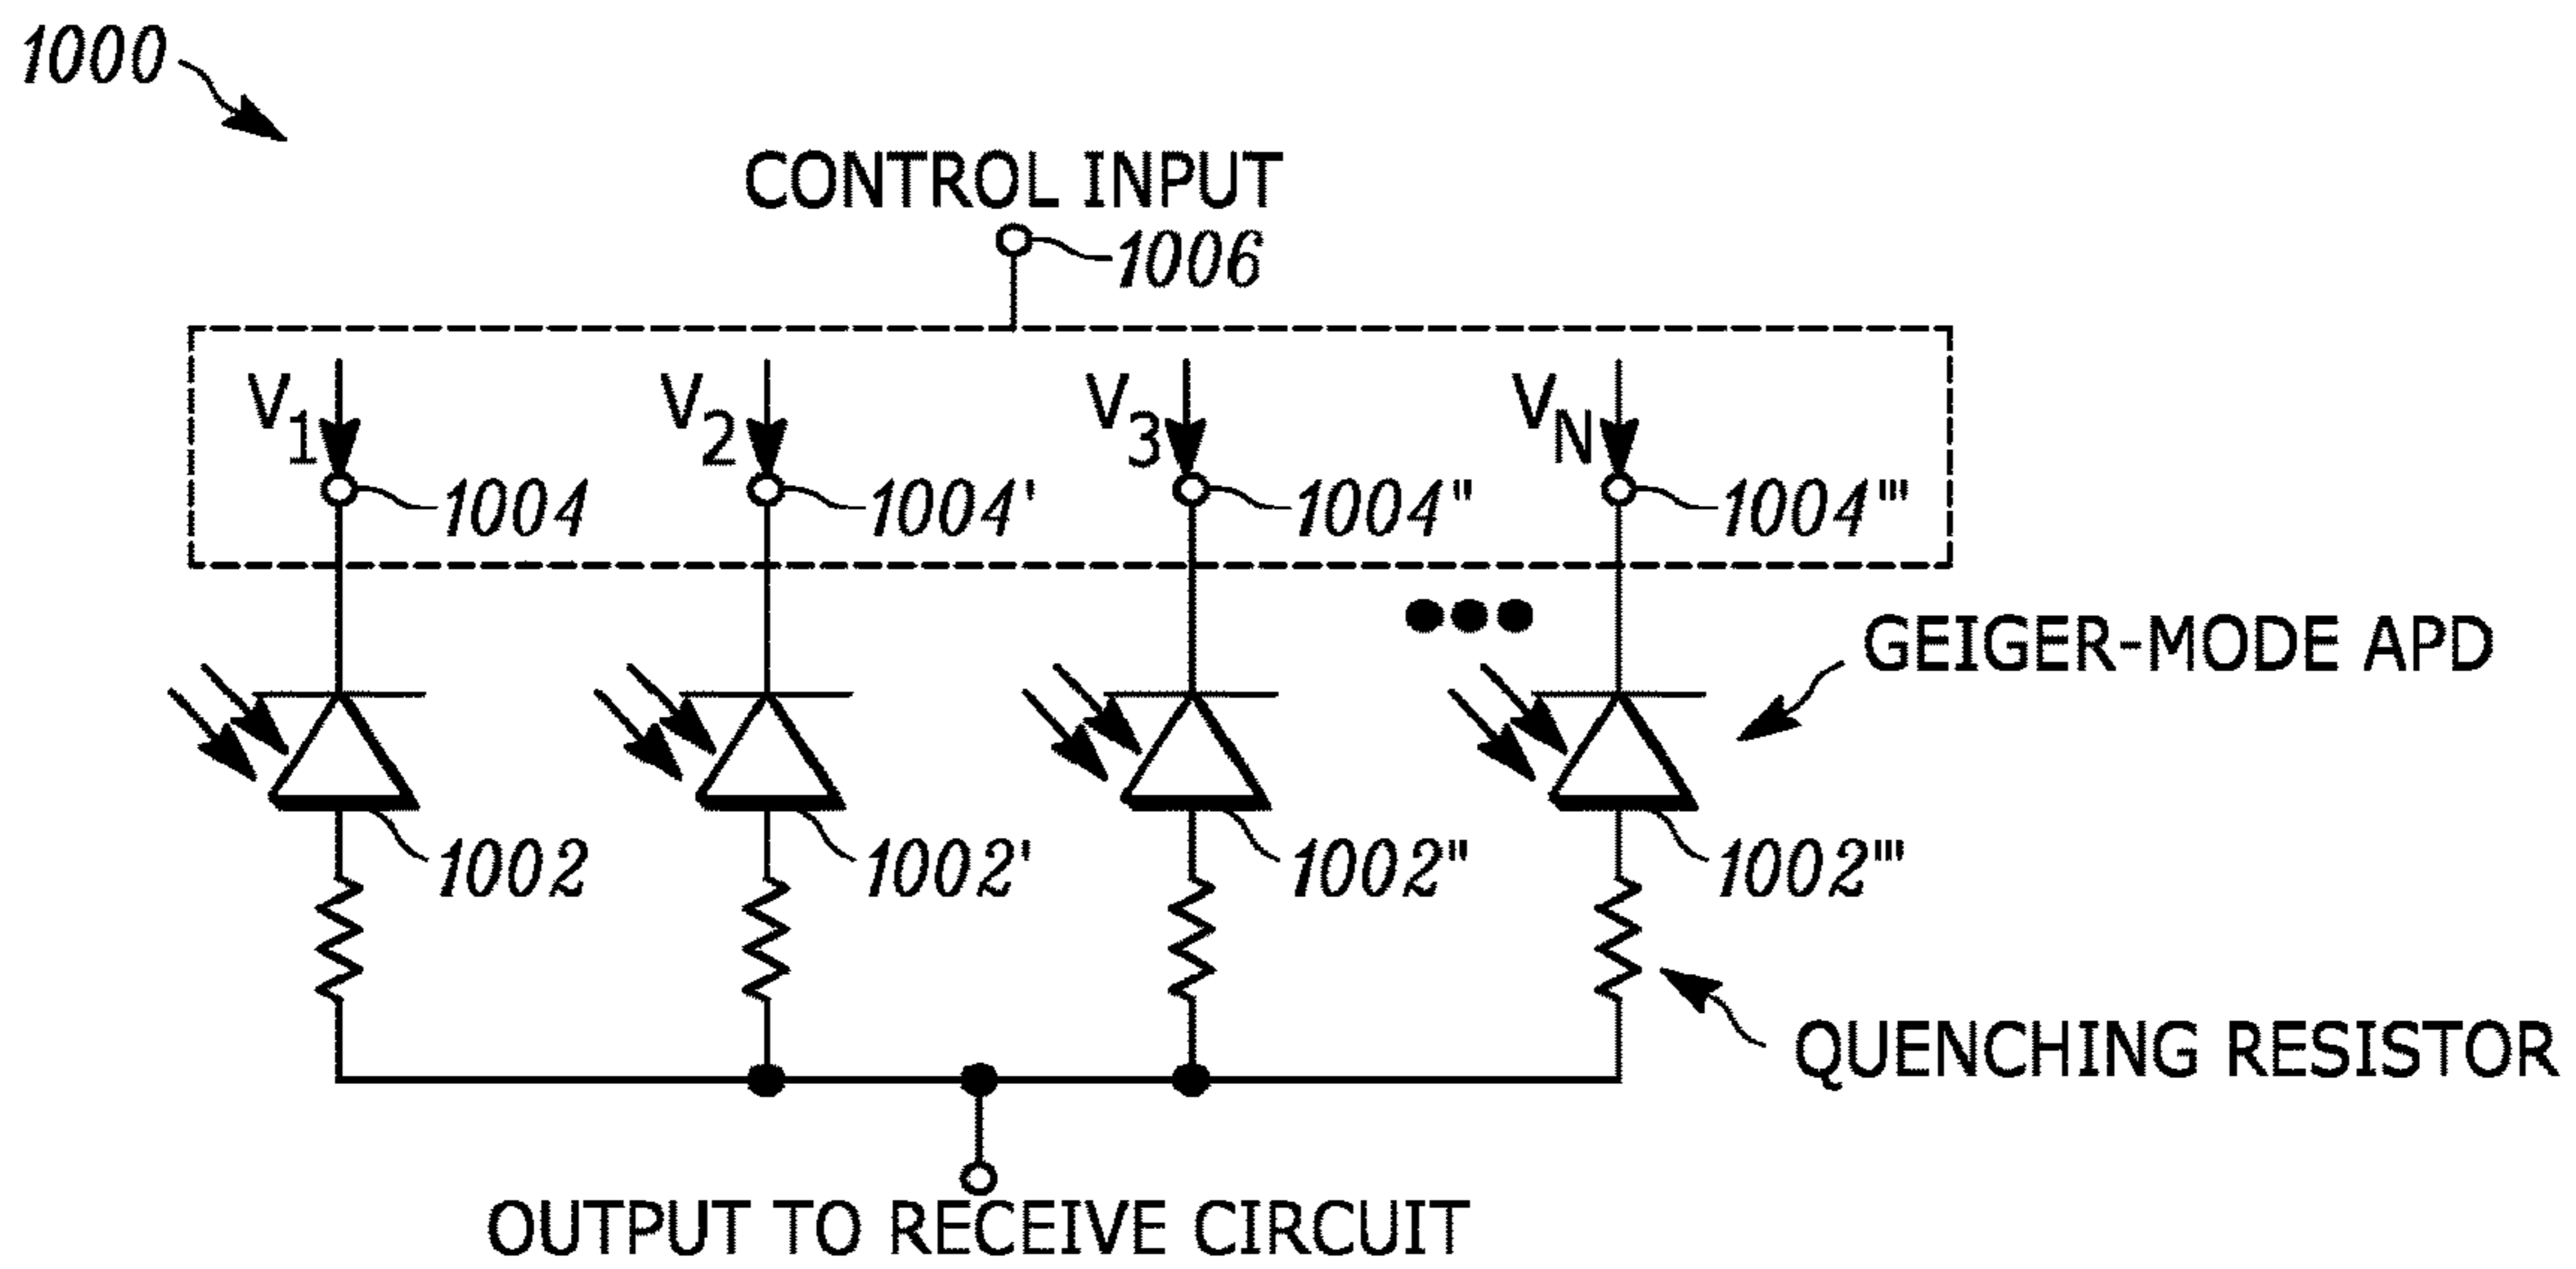 1000
CONTROL INPUT
1006
V1 V2 V3 VN
1004 1004' 1004" 1004'"
GEIGER-MODE APD
1002 1002' 1002" 1002'"
QUENCHING RESISTOR
OUTPUT TO RECEIVE CIRCUIT